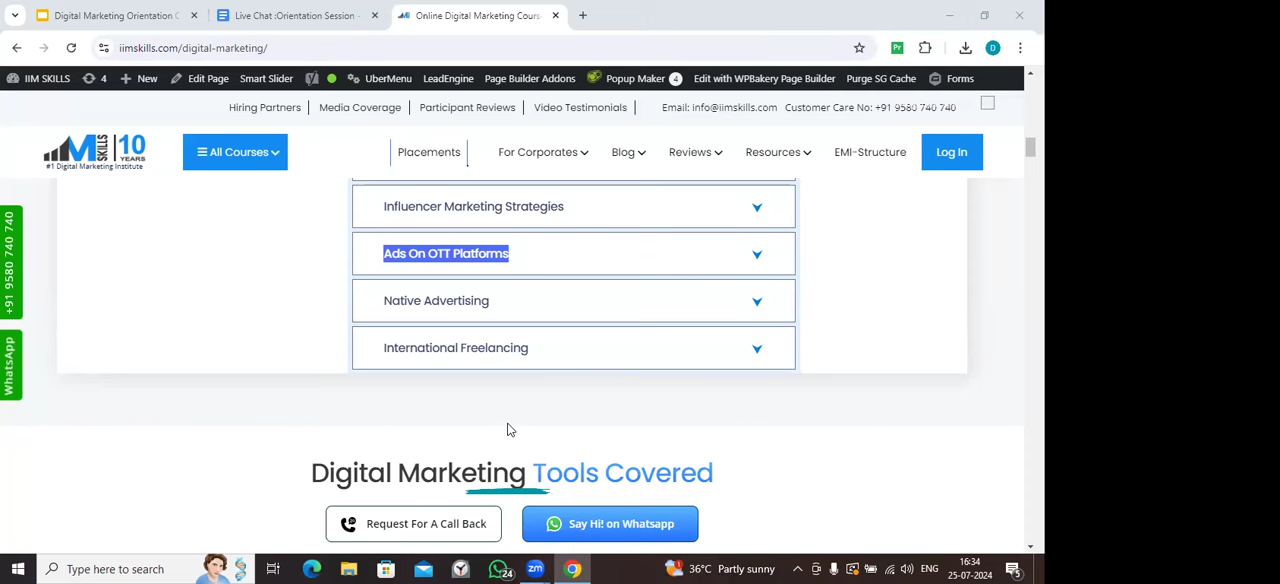 Digital Marketing Orientation C
Live Chat :Orientation Session -
Online Digital Marketing Cours
iimskills.com/digital-marketing/
Pr
D
IIM SKILLS
4
New
Edit Page
Smart Slider
UberMenu
LeadEngine
Page Builder Addons
Popup Maker 4
Edit with WPBakery Page Builder
Purge SG Cache
Forms
Hiring Partners
Media Coverage
Participant Reviews
Video Testimonials
Email: info@iimskills.com
Customer Care No: +91 9580 740 740
IIM SKILLS 10 YEARS
#1 Digital Marketing Institute
All Courses
Placements
For Corporates
Blog
Reviews
Resources
EMI-Structure
Log In
+91 9580 740 740
WhatsApp
Influencer Marketing Strategies
Ads On OTT Platforms
Native Advertising
International Freelancing
Digital Marketing Tools Covered
Request For A Call Back
Say Hi! on Whatsapp
Type here to search
24
zm
36°C Partly sunny
ENG
16:34
25-07-2024
5